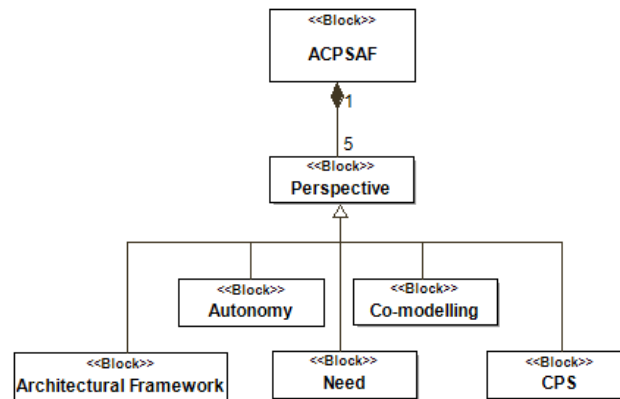 <<Block>>
ACPSAF
1
5
<<Block>>
Perspective
<<Block>>
Autonomy
<<Block>>
Co-modelling
<<Block>>
Architectural Framework
<<Block>>
Need
<<Block>>
CPS